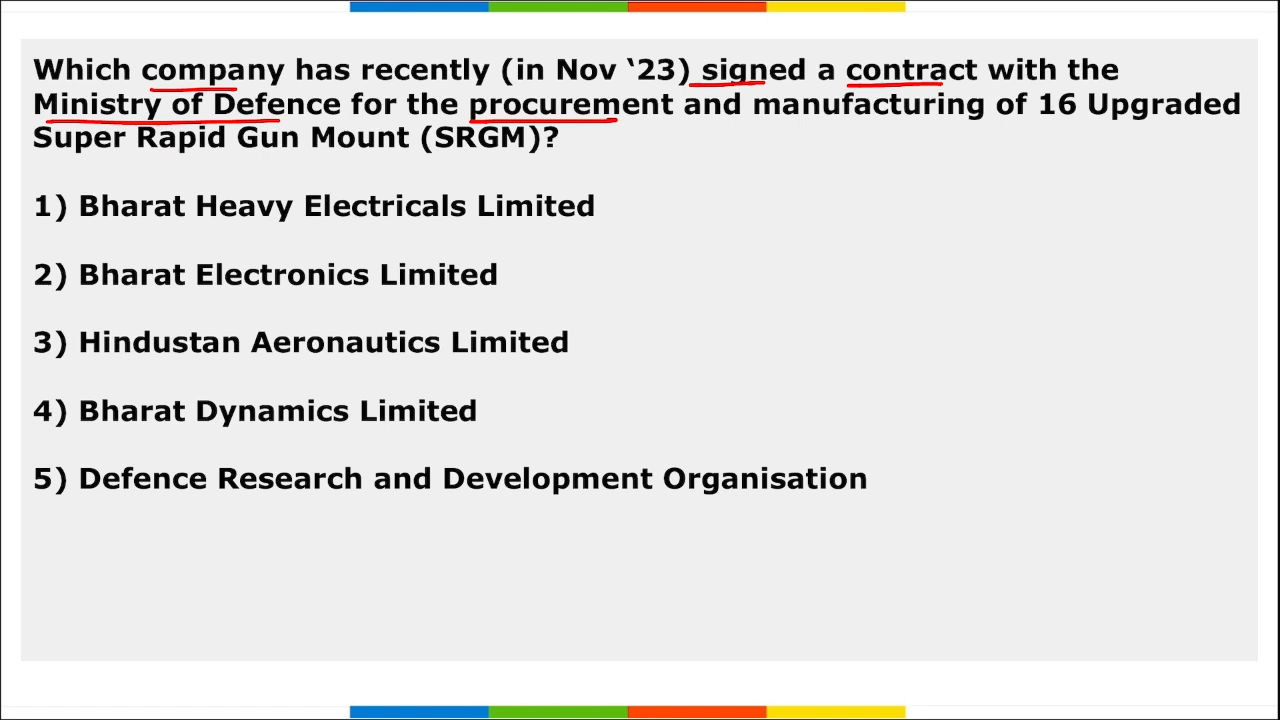 Which company has recently (in Nov ‘23) signed a contract with the
Ministry of Defence for the procurement and manufacturing of 16 Upgraded
Super Rapid Gun Mount (SRGM)?
1) Bharat Heavy Electricals Limited
2) Bharat Electronics Limited
3) Hindustan Aeronautics Limited
4) Bharat Dynamics Limited
5) Defence Research and Development Organisation